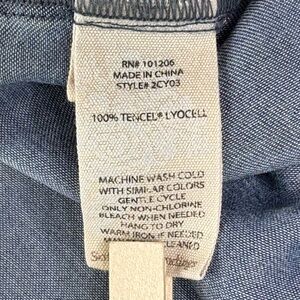 RN# 101206
MADE IN CHINA
STYLE# 2CY03
100% TENCEL® LYOCELL
MACHINE WASH COLD
WITH SIMILAR COLORS
GENTLE CYCLE
ONLY NON-CHLORINE
BLEACH WHEN NEEDED
HANG TO DRY
WARM IRON IF NEEDED
CLEANED